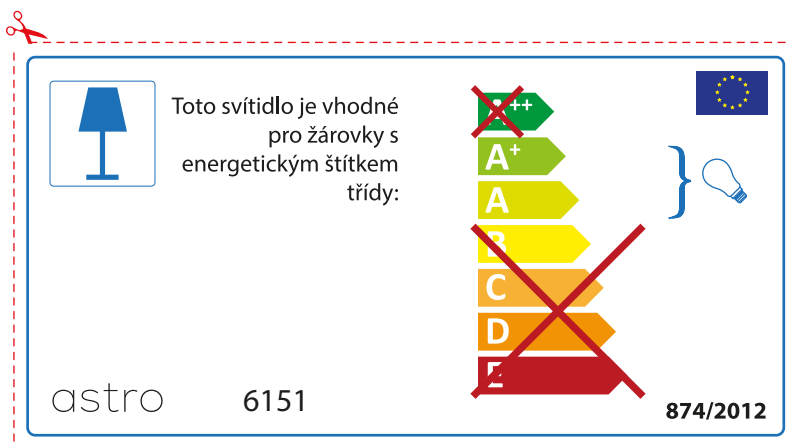 Toto svítidlo je vhodné
pro žárovky s
energetickým štítkem
třídy:
A++
A+
A
B
C
D
E
astro
6151
874/2012